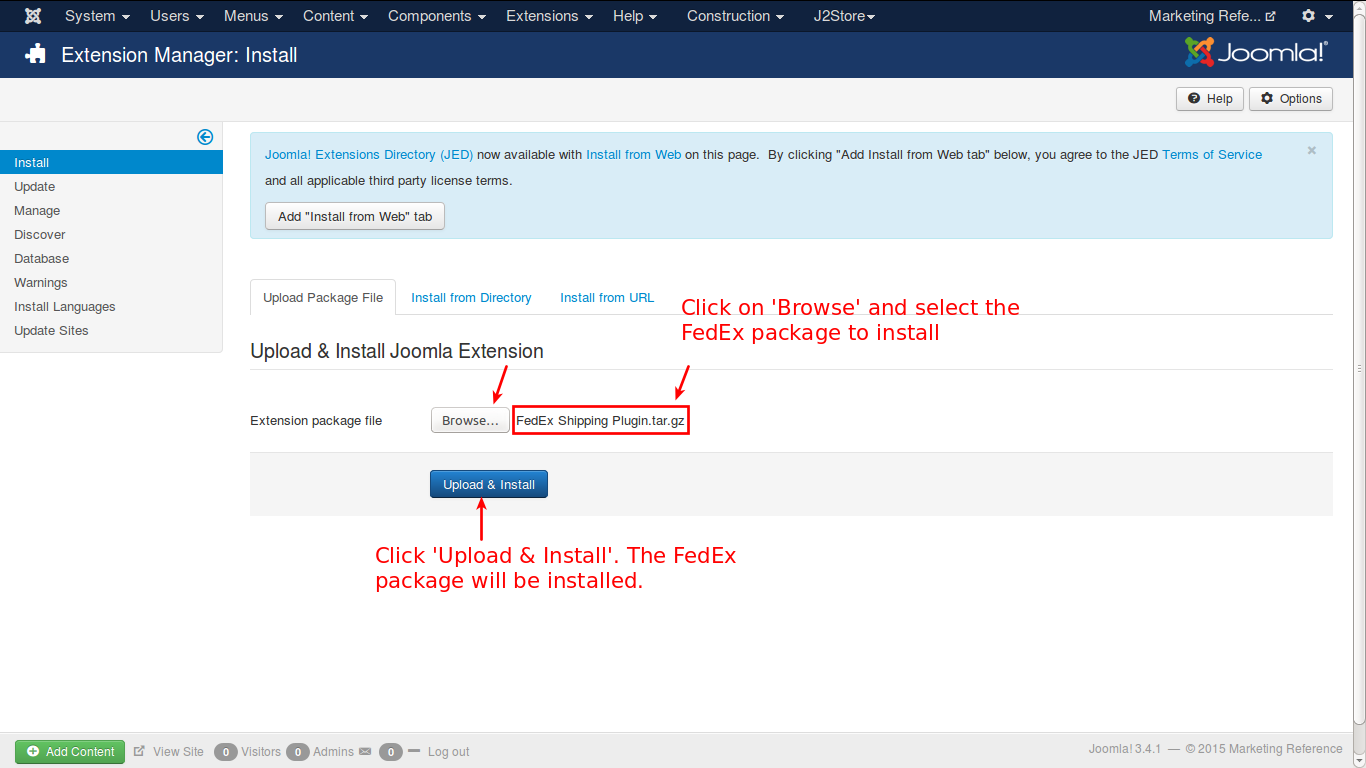 System Users Menus Content Components Extensions Help Construction J2Store Marketing Refe...
Extension Manager: Install
Joomla!®
Help Options
Install
Update
Manage
Discover
Database
Warnings
Install Languages
Update Sites
Joomla! Extensions Directory (JED) now available with Install from Web on this page. By clicking "Add Install from Web tab" below, you agree to the JED Terms of Service
and all applicable third party license terms.
×
Add "Install from Web" tab
Upload Package File Install from Directory Install from URL
Click on 'Browse' and select the
FedEx package to install
Upload & Install Joomla Extension
Extension package file Browse... FedEx Shipping Plugin.tar.gz
Upload & Install
Click 'Upload & Install'. The FedEx
package will be installed.
Add Content View Site 0 Visitors 0 Admins 0 Log out
Joomla! 3.4.1 — © 2015 Marketing Reference